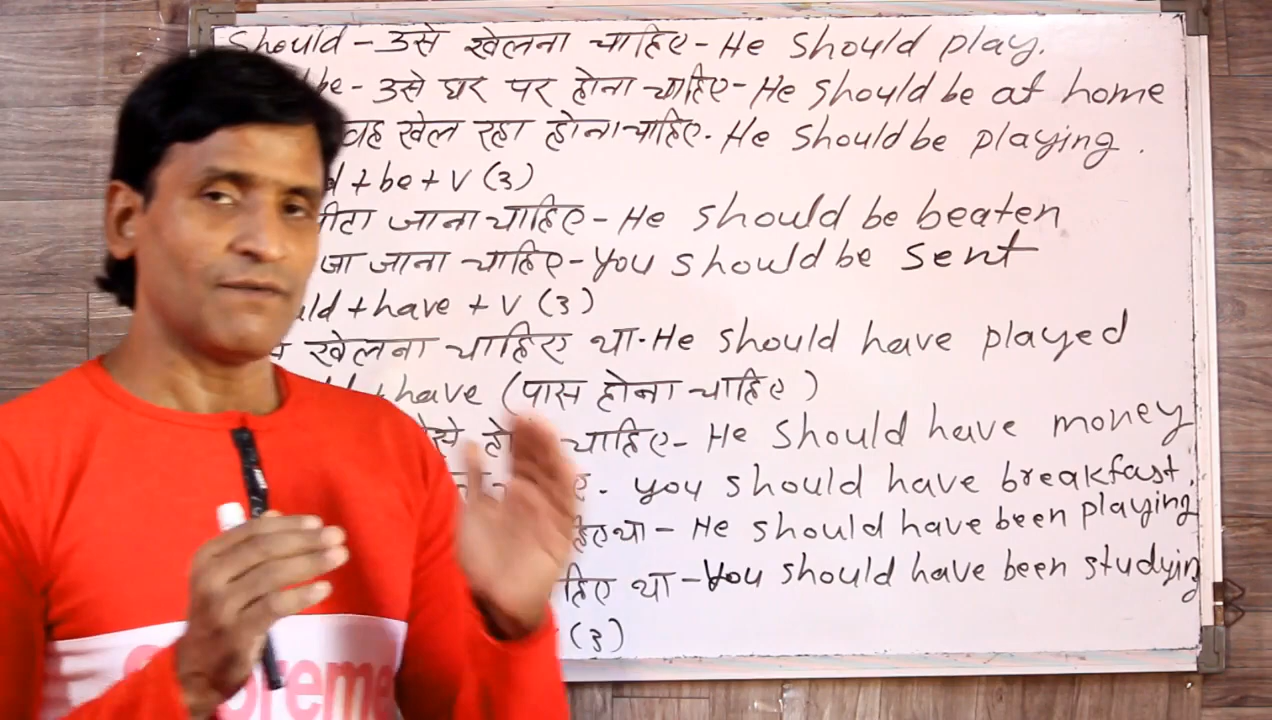 Should - उसे खेलना चाहिए - He should play.
be - उसे घर पर होना चाहिए - He should be at home
वह खेल रहा होना चाहिए. He should be playing.
d + be + V (3)
पीटा जाना चाहिए - He should be beaten
जा जाना चाहिए - You should be sent
uld + have + V (3)
खेलना चाहिए था. He should have played
+ have (पास होना चाहिए)
पैसे चाहिए - He should have money
you should have breakfast.
हिए था - He should have been playing
हिए था - You should have been studying
(3)
Supreme